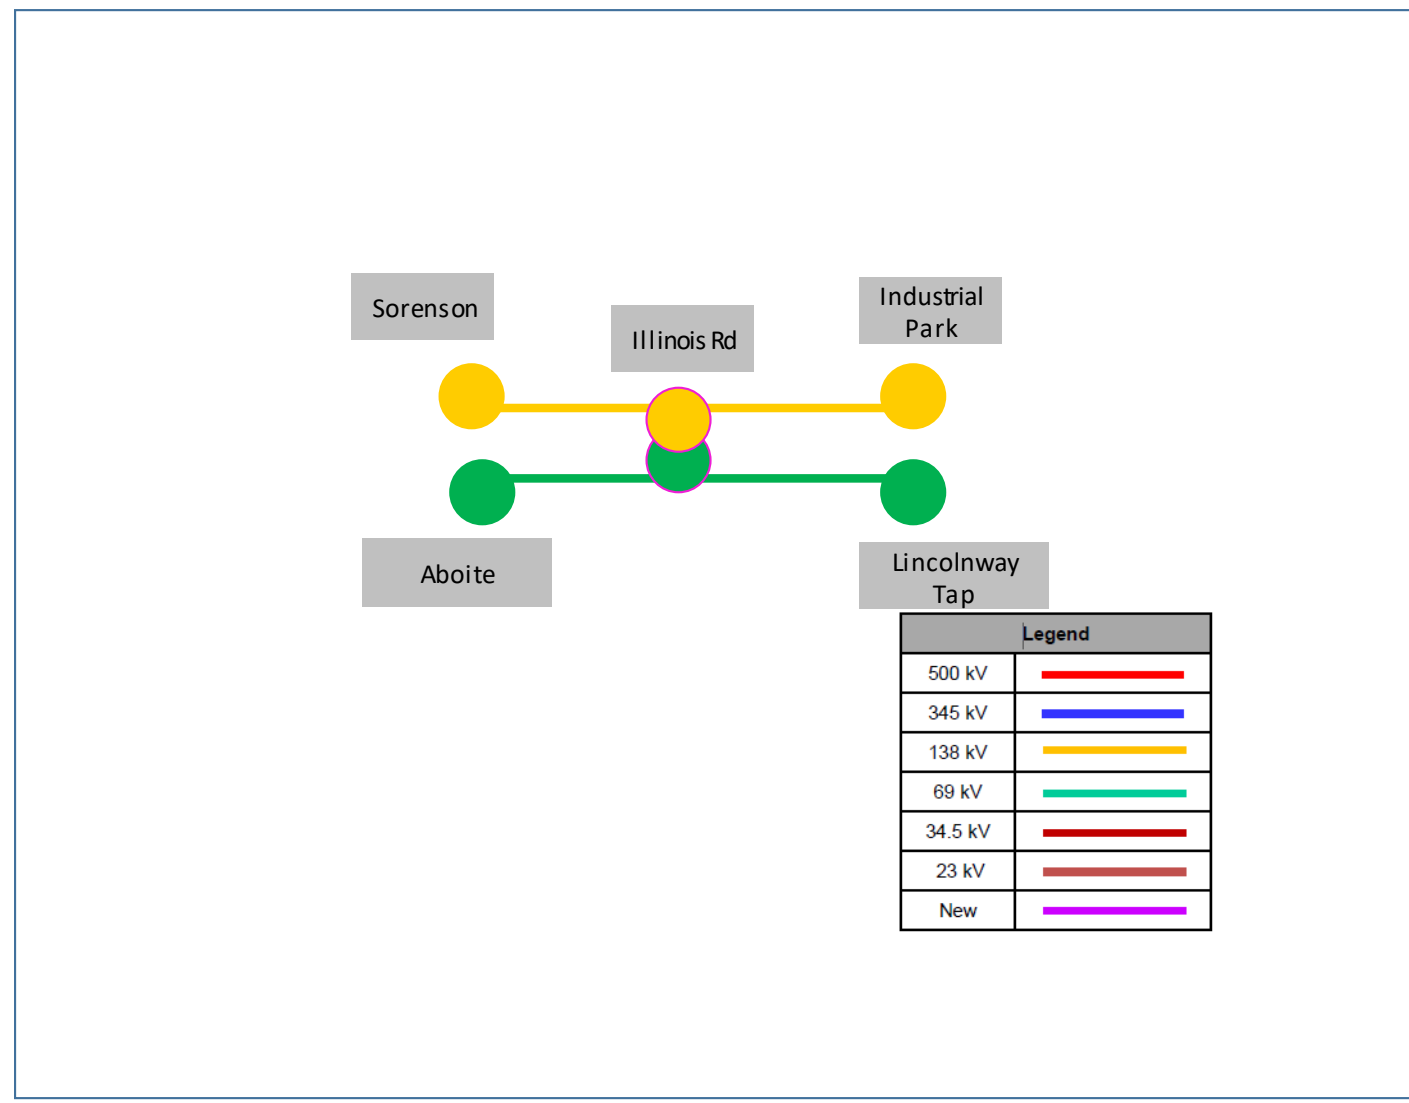 Sorenson
Industrial
Park
Illinois Rd
Aboite
Lincolnway
Tap
Legend
500 kV
345 kV
138 kV
69 kV
34.5 kV
23 kV
New